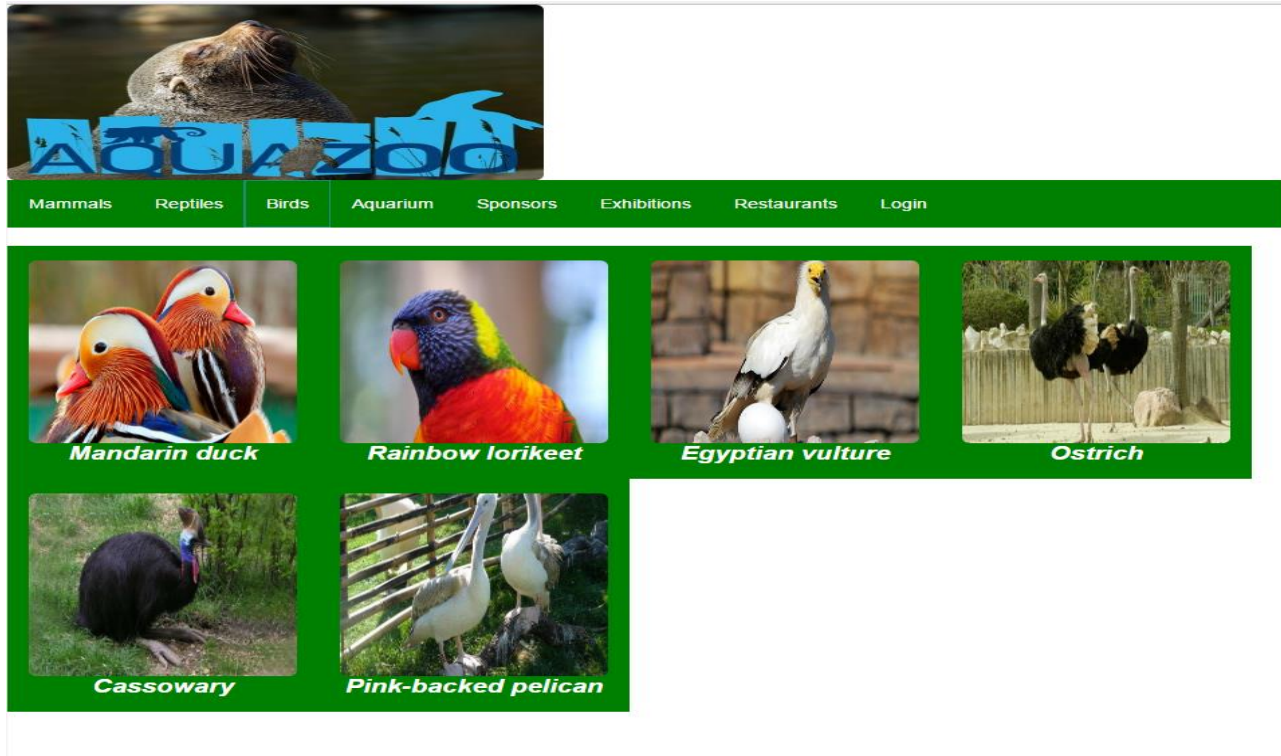 AQUAZOO
Mammals Reptiles Birds Aquarium Sponsors Exhibitions Restaurants Login
Mandarin duck Rainbow lorikeet Egyptian vulture Ostrich
Cassowary Pink-backed pelican